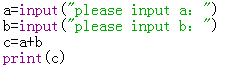 a=input("please input a：")
b=input("please input b：")
c=a+b
print(c)